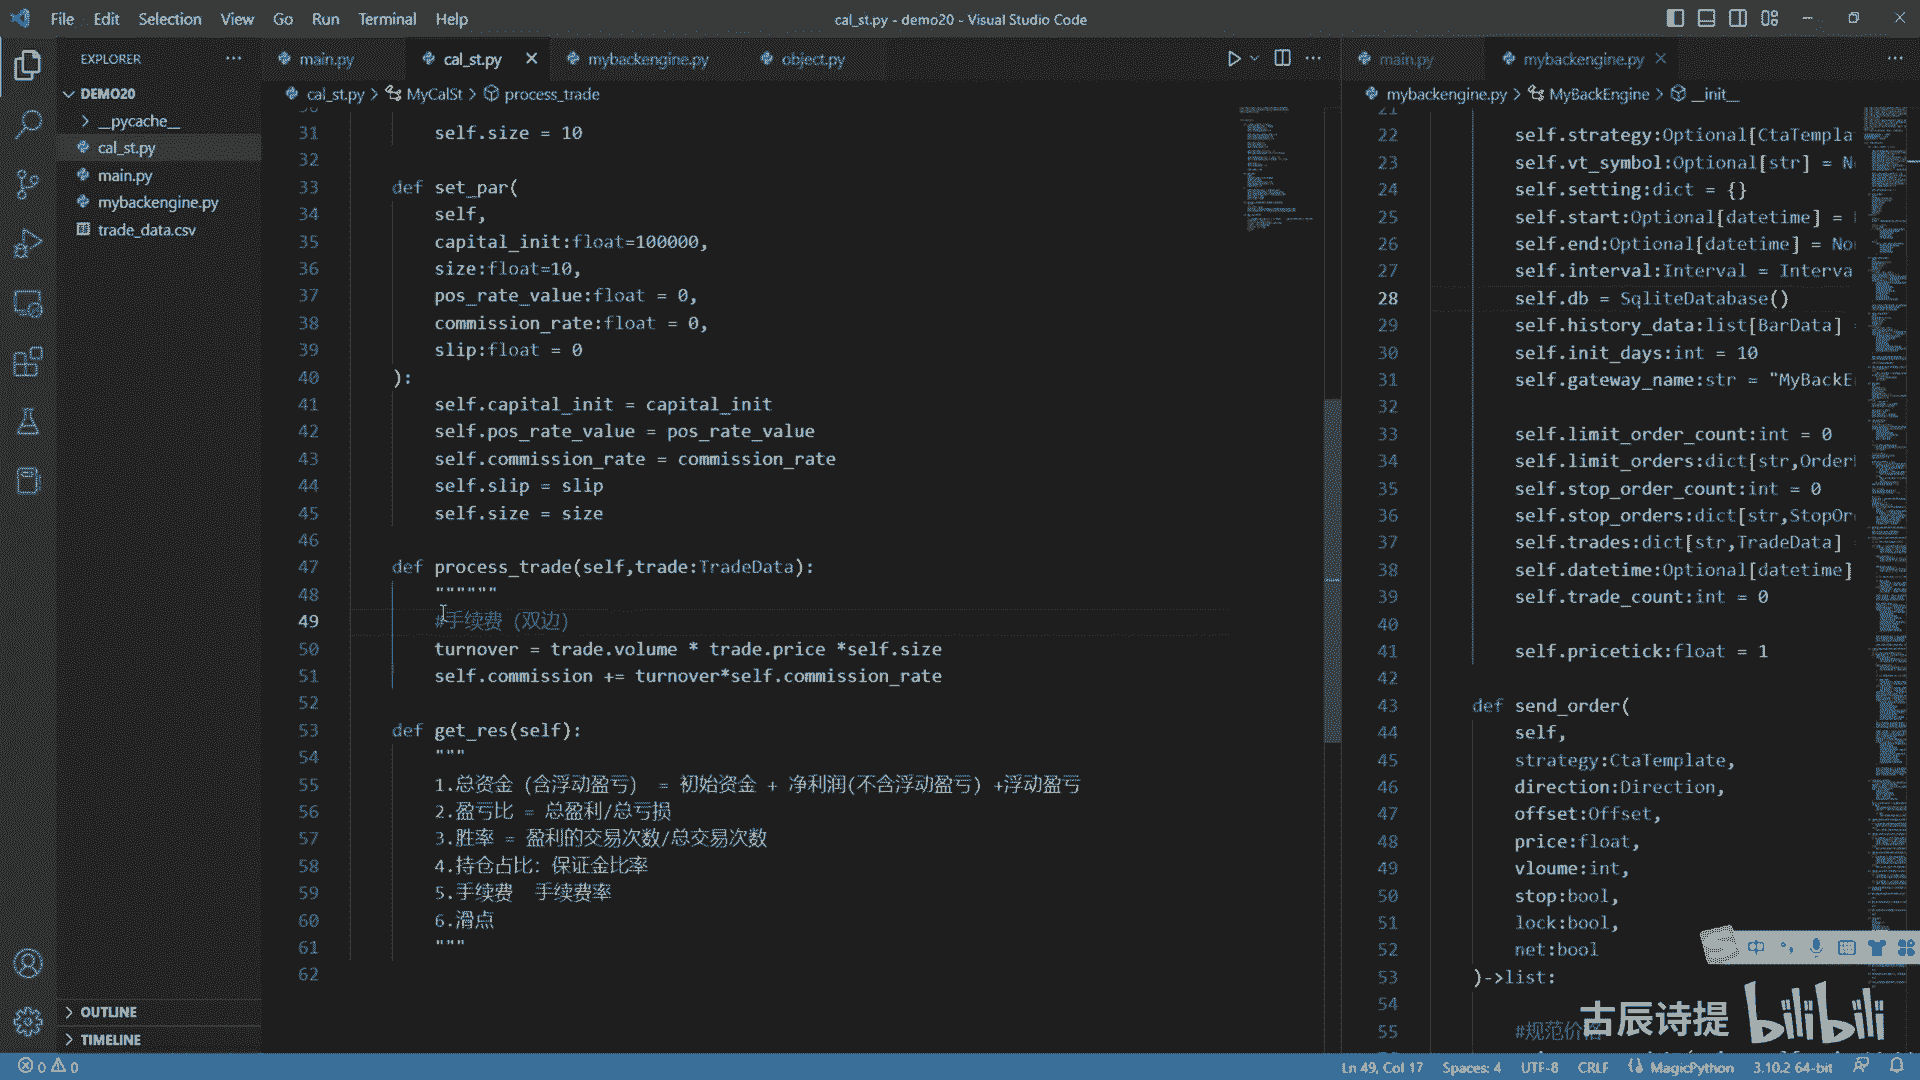 File Edit Selection View Go Run Terminal Help
cal_st.py - demo20 - Visual Studio Code
EXPLORER
DEMO20
__pycache__
cal_st.py
main.py
mybackengine.py
trade_data.csv
OUTLINE
TIMELINE
main.py cal_st.py mybackengine.py object.py
cal_st.py > MyCalSt > process_trade
31 self.size = 10
32
33 def set_par(
34 self,
35 capital_init:float=100000,
36 size:float=10,
37 pos_rate_value:float = 0,
38 commission_rate:float = 0,
39 slip:float = 0
40 ):
41 self.capital_init = capital_init
42 self.pos_rate_value = pos_rate_value
43 self.commission_rate = commission_rate
44 self.slip = slip
45 self.size = size
46
47 def process_trade(self,trade:TradeData):
48 """"""
49 #手续费（双边）
50 turnover = trade.volume * trade.price *self.size
51 self.commission += turnover*self.commission_rate
52
53 def get_res(self):
54 """
55 1.总资金（含浮动盈亏） = 初始资金 + 净利润(不含浮动盈亏) +浮动盈亏
56 2.盈亏比 = 总盈利/总亏损
57 3.胜率 = 盈利的交易次数/总交易次数
58 4.持仓占比：保证金比率
59 5.手续费 手续费率
60 6.滑点
61 """
62
main.py mybackengine.py
mybackengine.py > MyBackEngine > __init__
21
22 self.strategy:Optional[CtaTempla
23 self.vt_symbol:Optional[str] = No
24 self.setting:dict = {}
25 self.start:Optional[datetime] =
26 self.end:Optional[datetime] = No
27 self.interval:Interval = Interva
28 self.db = SqliteDatabase()
29 self.history_data:list[BarData] =
30 self.init_days:int = 10
31 self.gateway_name:str = "MyBackE
32
33 self.limit_order_count:int = 0
34 self.limit_orders:dict[str,Order
35 self.stop_order_count:int = 0
36 self.stop_orders:dict[str,StopOr
37 self.trades:dict[str,TradeData]
38 self.datetime:Optional[datetime]
39 self.trade_count:int = 0
40
41 self.pricetick:float = 1
42
43 def send_order(
44 self,
45 strategy:CtaTemplate,
46 direction:Direction,
47 offset:Offset,
48 price:float,
49 vloume:int,
50 stop:bool,
51 lock:bool,
52 net:bool
53 )->list:
54
55 #规范价格
中
古辰诗提 bilibili
0 0 Ln 49, Col 17 Spaces: 4 UTF-8 CRLF MagicPython 3.10.2 64-bit